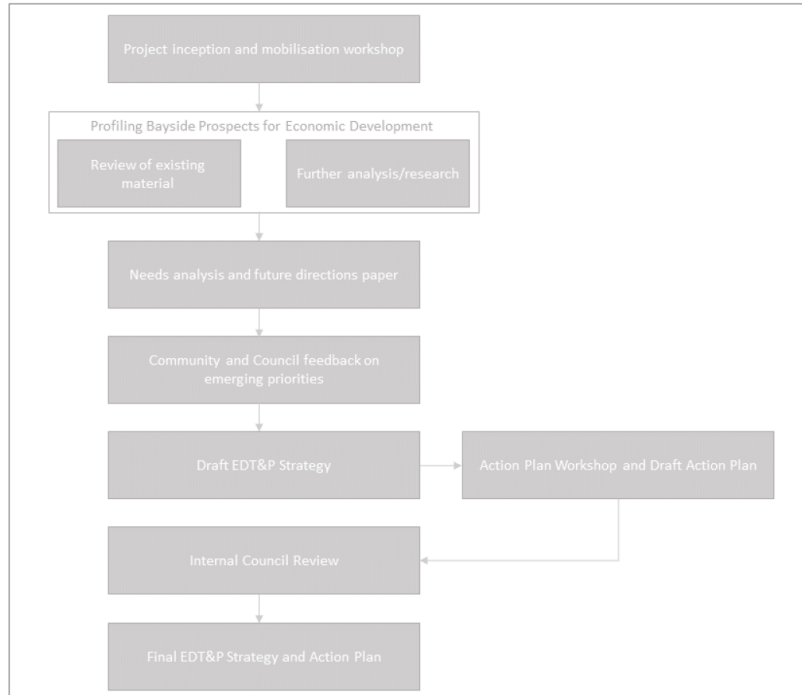 Project inception and mobilisation workshop
Profiling Bayside Prospects for Economic Development
Review of existing
material
Further analysis/research
Needs analysis and future directions paper
Community and Council feedback on
emerging priorities
Draft EDT&P Strategy
Action Plan Workshop and Draft Action Plan
Internal Council Review
Final EDT&P Strategy and Action Plan